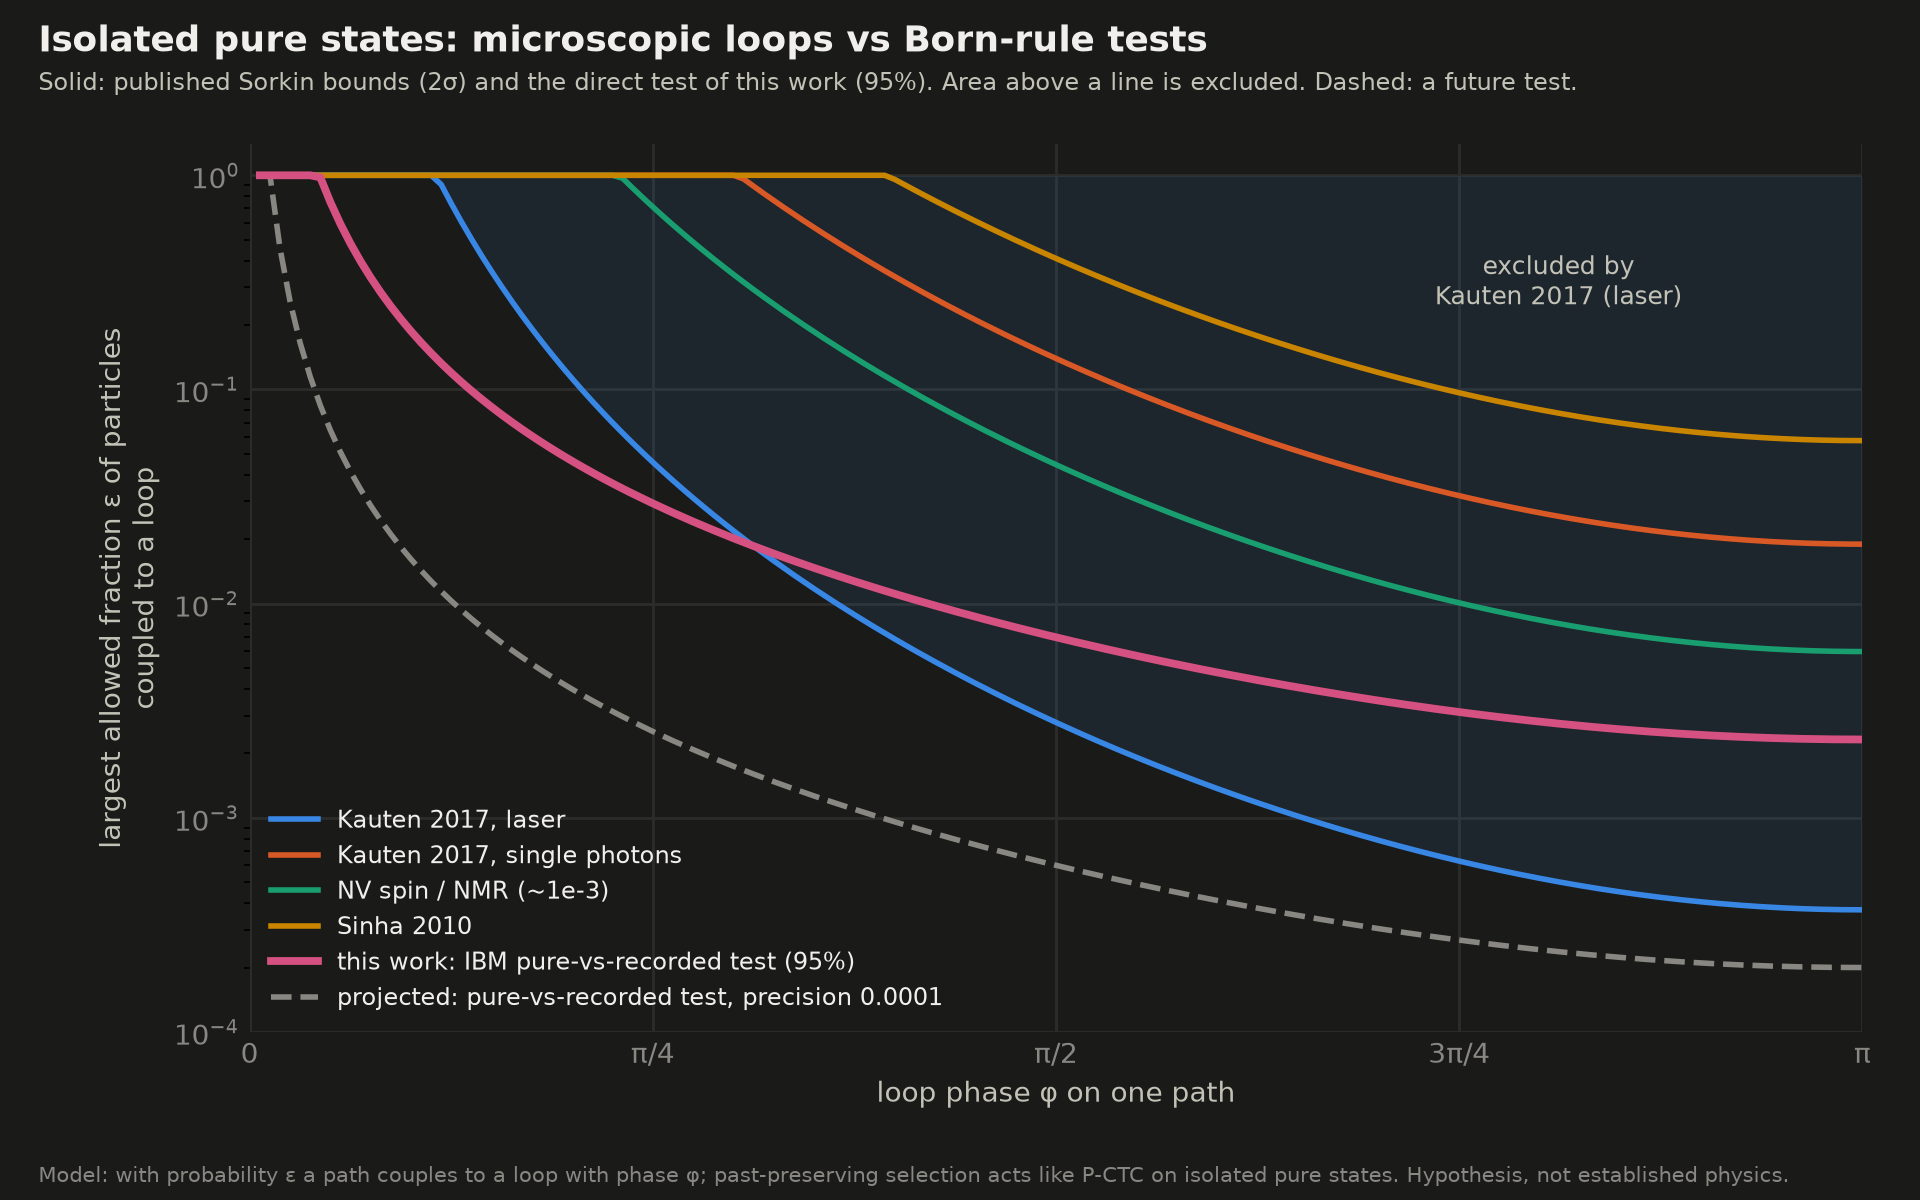 Isolated pure states: microscopic loops vs Born-rule tests
Solid: published Sorkin bounds (2σ) and the direct test of this work (95%). Area above a line is excluded. Dashed: a future test.
10⁰
10⁻¹
10⁻²
10⁻³
10⁻⁴
largest allowed fraction ε of particles
coupled to a loop
excluded by
Kauten 2017 (laser)
Kauten 2017, laser
Kauten 2017, single photons
NV spin / NMR (~1e-3)
Sinha 2010
this work: IBM pure-vs-recorded test (95%)
projected: pure-vs-recorded test, precision 0.0001
0
π/4
π/2
3π/4
π
loop phase φ on one path
Model: with probability ε a path couples to a loop with phase φ; past-preserving selection acts like P-CTC on isolated pure states. Hypothesis, not established physics.